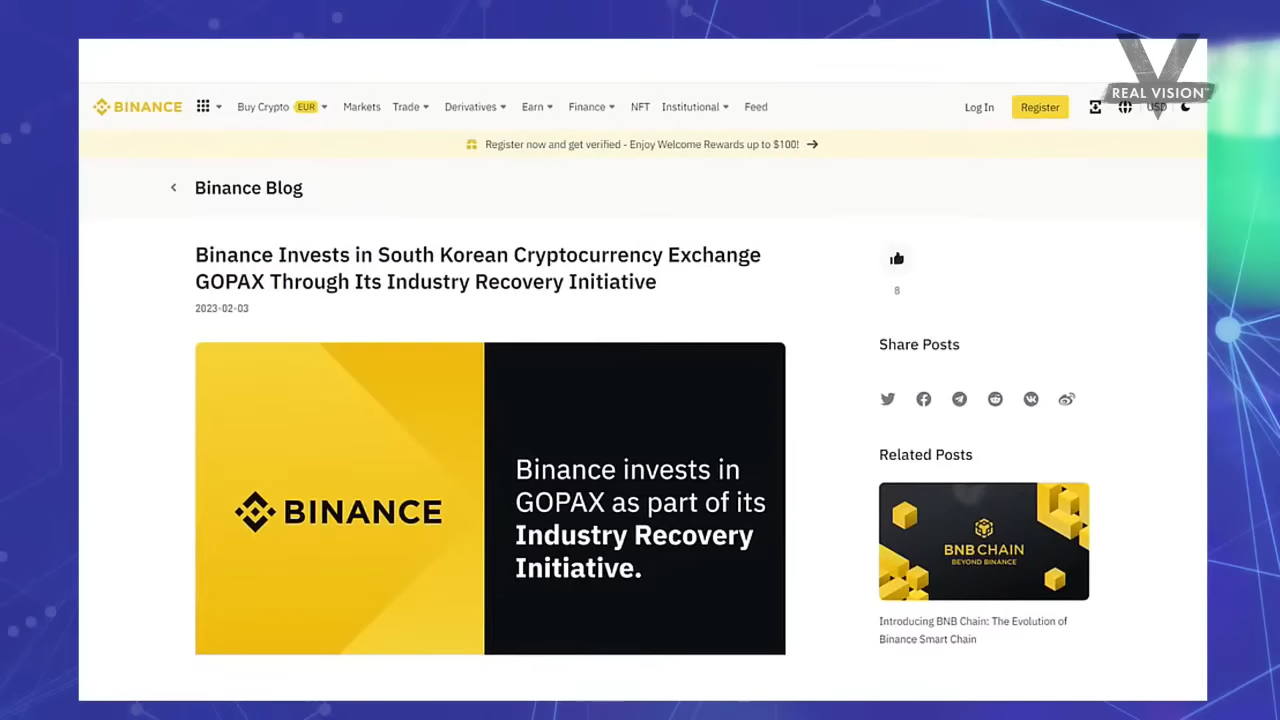 REAL VISION
BINANCE Buy Crypto EUR Markets Trade Derivatives Earn Finance NFT Institutional Feed Log In Register USD
Register now and get verified - Enjoy Welcome Rewards up to $100!
Binance Blog
Binance Invests in South Korean Cryptocurrency Exchange
GOPAX Through Its Industry Recovery Initiative
2023-02-03
8
Share Posts
BINANCE
Binance invests in
GOPAX as part of its
Industry Recovery
Initiative.
Related Posts
BNB CHAIN
BEYOND BINANCE
Introducing BNB Chain: The Evolution of
Binance Smart Chain